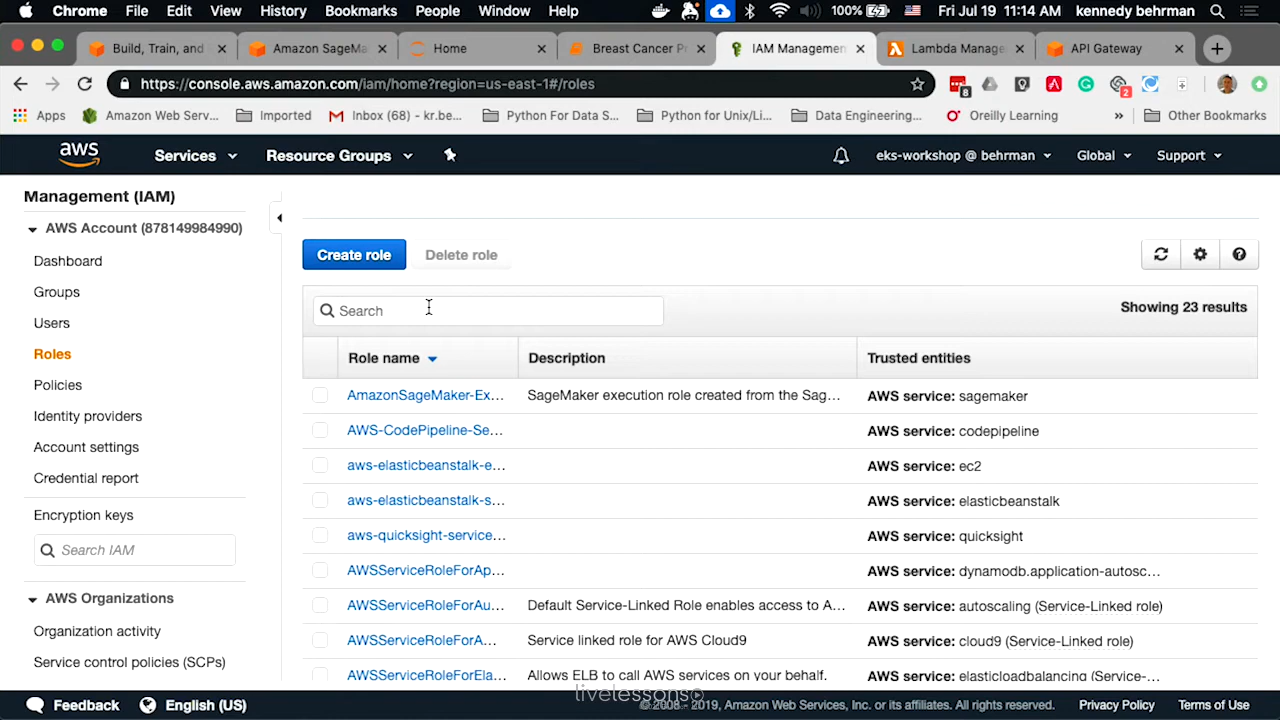 Chrome File Edit View History Bookmarks People Window Help 100% Fri Jul 19 11:14 AM kennedy behrman
Build, Train, and Amazon SageMa Home Breast Cancer Pr IAM Managemen Lambda Manage API Gateway
https://console.aws.amazon.com/iam/home?region=us-east-1#/roles 8 2
Apps Amazon Web Serv... Imported Inbox (68) - kr.be... Python For Data S... Python for Unix/Li... Data Engineering... Oreilly Learning » Other Bookmarks
aws Services Resource Groups eks-workshop @ behrman Global Support
Management (IAM)
AWS Account (878149984990)
Dashboard
Groups
Users
Roles
Policies
Identity providers
Account settings
Credential report
Encryption keys
Search IAM
AWS Organizations
Organization activity
Service control policies (SCPs)
Create role Delete role
Search Showing 23 results
Role name Description Trusted entities
AmazonSageMaker-Ex... SageMaker execution role created from the Sag... AWS service: sagemaker
AWS-CodePipeline-Se... AWS service: codepipeline
aws-elasticbeanstalk-e... AWS service: ec2
aws-elasticbeanstalk-s... AWS service: elasticbeanstalk
aws-quicksight-service... AWS service: quicksight
AWSServiceRoleForAp... AWS service: dynamodb.application-autosc...
AWSServiceRoleForAu... Default Service-Linked Role enables access to A... AWS service: autoscaling (Service-Linked role)
AWSServiceRoleForA... Service linked role for AWS Cloud9 AWS service: cloud9 (Service-Linked role)
AWSServiceRoleForEla... Allows ELB to call AWS services on your behalf. AWS service: elasticloadbalancing (Service-...
livelessons
Feedback English (US) © 2008 - 2019, Amazon Web Services, Inc. or its affiliates. All rights reserved. Privacy Policy Terms of Use